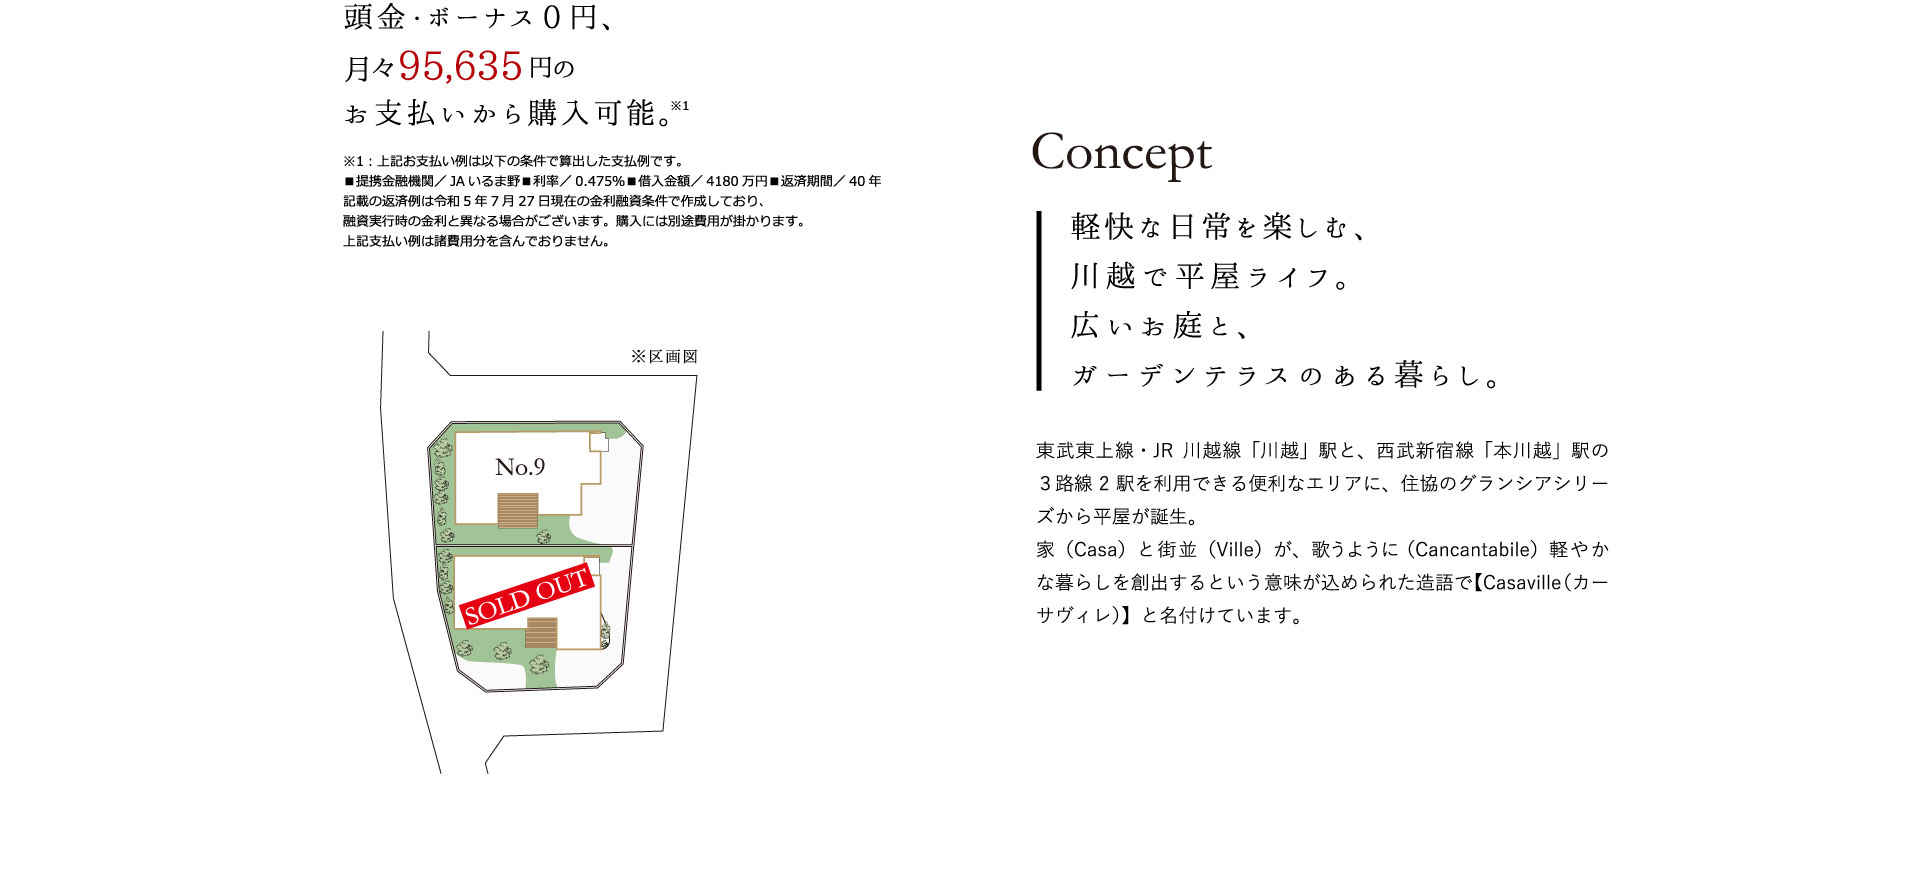 頭金・ボーナス0円、
月々95,635円の
お支払いから購入可能。※1
※1：上記お支払い例は以下の条件で算出した支払例です。
■提携金融機関／JAいるま野■利率／0.475%■借入金額／4180万円■返済期間／40年
記載の返済例は令和5年7月27日現在の金利融資条件で作成しており、
融資実行時の金利と異なる場合がございます。購入には別途費用が掛かります。
上記支払い例は諸費用分を含んでおりません。
※区画図
No.9
SOLD OUT
Concept
軽快な日常を楽しむ、
川越で平屋ライフ。
広いお庭と、
ガーデンテラスのある暮らし。
東武東上線・JR 川越線「川越」駅と、西武新宿線「本川越」駅の
３路線2駅を利用できる便利なエリアに、住協のグランシアシリー
ズから平屋が誕生。
家（Casa）と街並（Ville）が、歌うように（Cancantabile）軽やか
な暮らしを創出するという意味が込められた造語で【Casaville（カー
サヴィレ）】と名付けています。